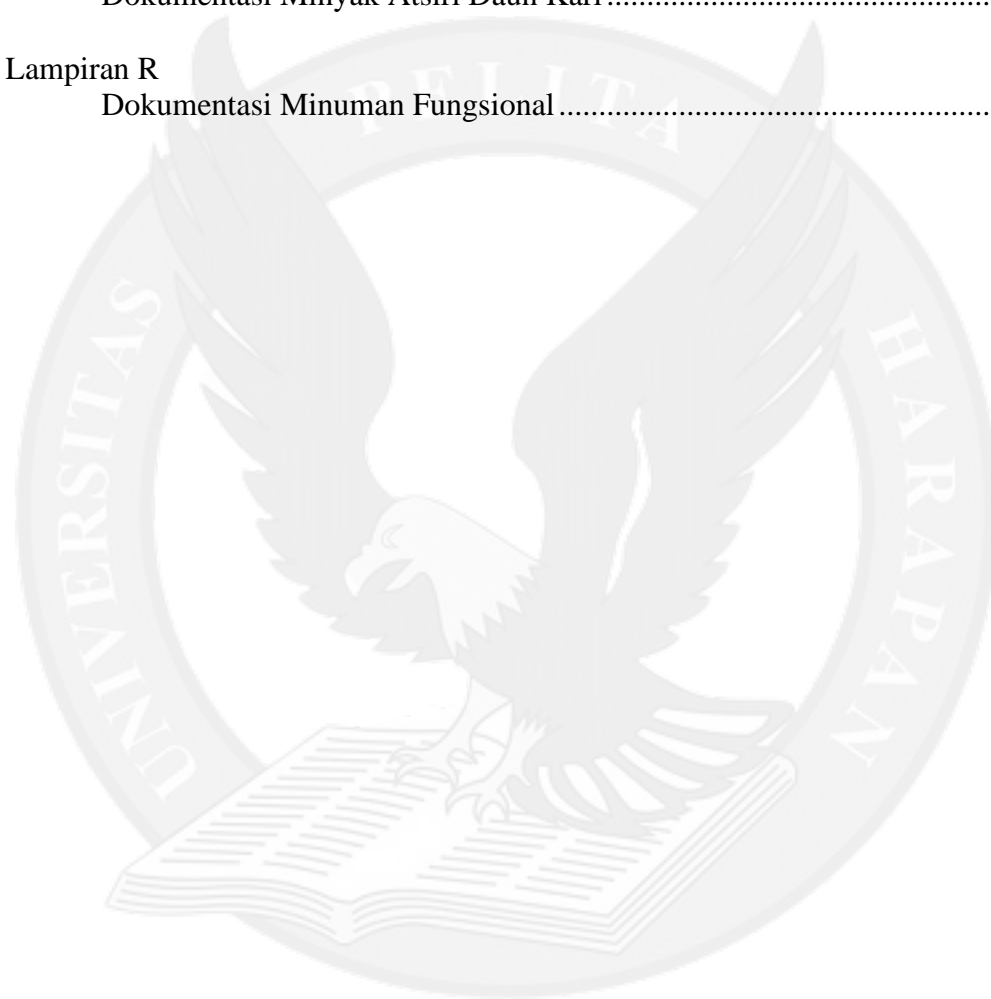 Dokumentasi Minyak Atsiri Daun Kari ................................................
Lampiran R
Dokumentasi Minuman Fungsional ..............................................
UNIVERSITAS PELITA HARAPAN